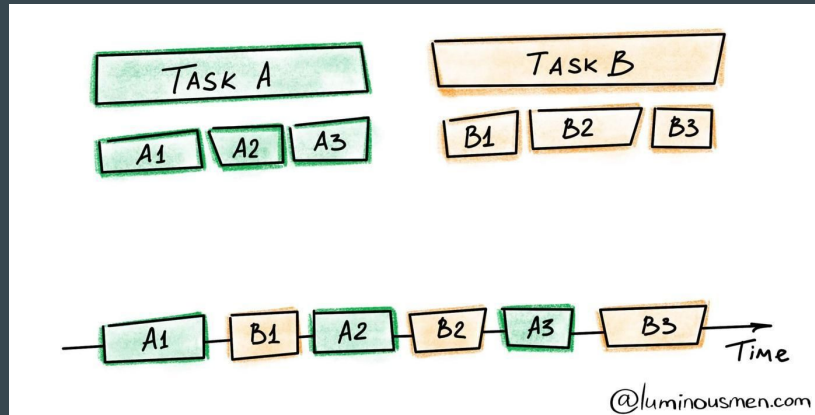 TASK A
TASK B
A1 A2 A3
B1 B2 B3
A1 B1 A2 B2 A3 B3
Time
@luminousmen.com